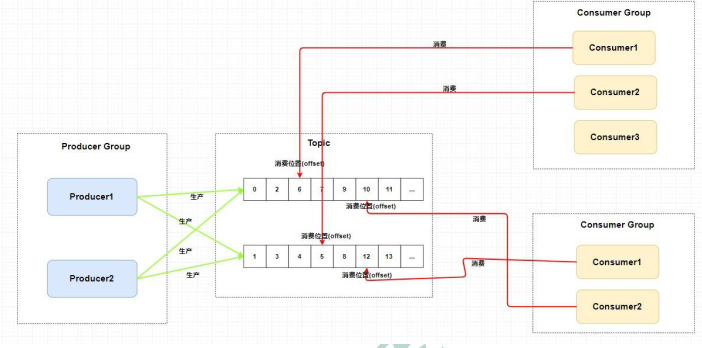 Consumer Group
Consumer1
消费
Consumer2
消费
Consumer3
Producer Group
Topic
消费位置(offset)
Producer1
生产
0 2 6 7 9 10 11 ...
消费位置(offset)
生产
消费
Consumer Group
消费位置(offset)
生产
1 3 4 5 8 12 13 ...
消费
Consumer1
Producer2
生产
消费位置(offset)
Consumer2